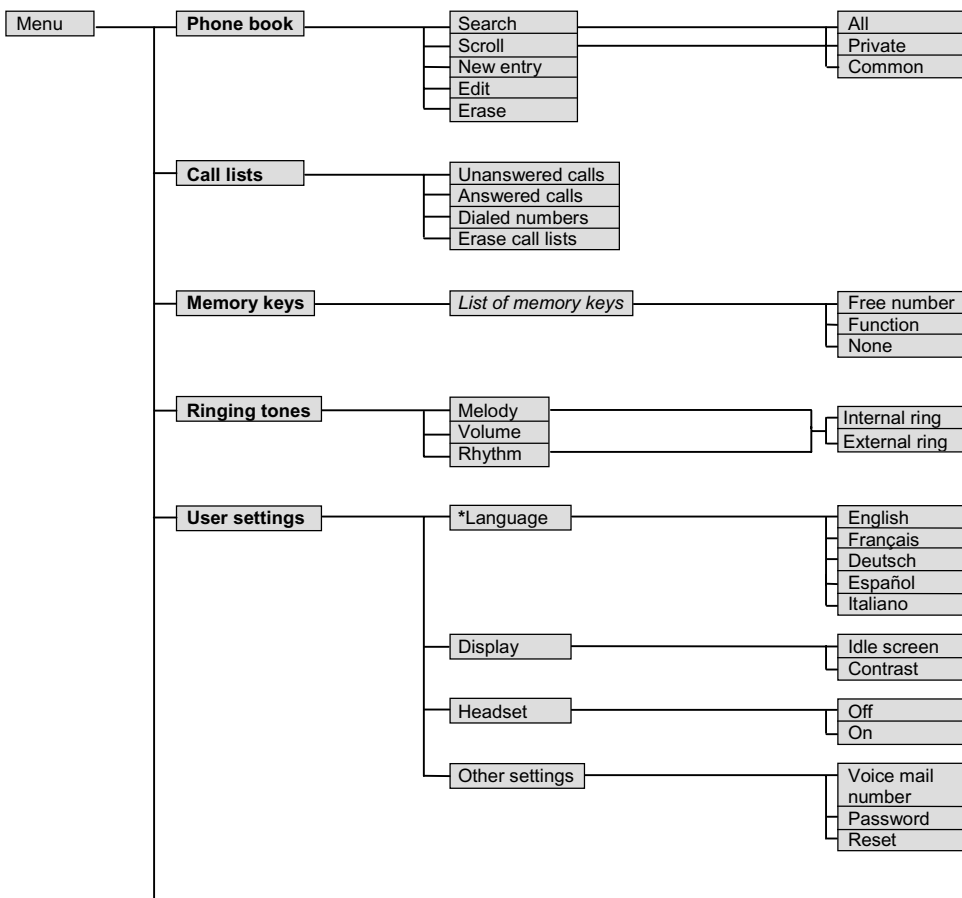 Menu
Phone book
Search
Scroll
New entry
Edit
Erase
All
Private
Common
Call lists
Unanswered calls
Answered calls
Dialed numbers
Erase call lists
Memory keys
List of memory keys
Free number
Function
None
Ringing tones
Melody
Volume
Rhythm
Internal ring
External ring
User settings
*Language
English
Français
Deutsch
Español
Italiano
Display
Idle screen
Contrast
Headset
Off
On
Other settings
Voice mail
number
Password
Reset